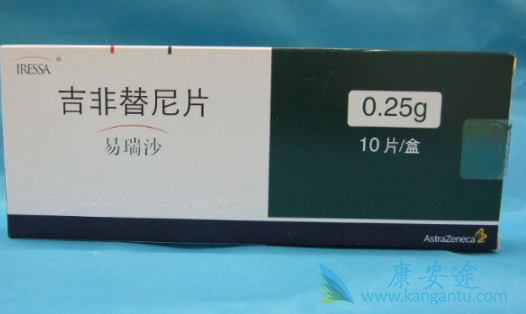 IRESSA®
吉非替尼片
易瑞沙
0.25g
10片/盒
AstraZeneca
康安途
www.kangantu.com